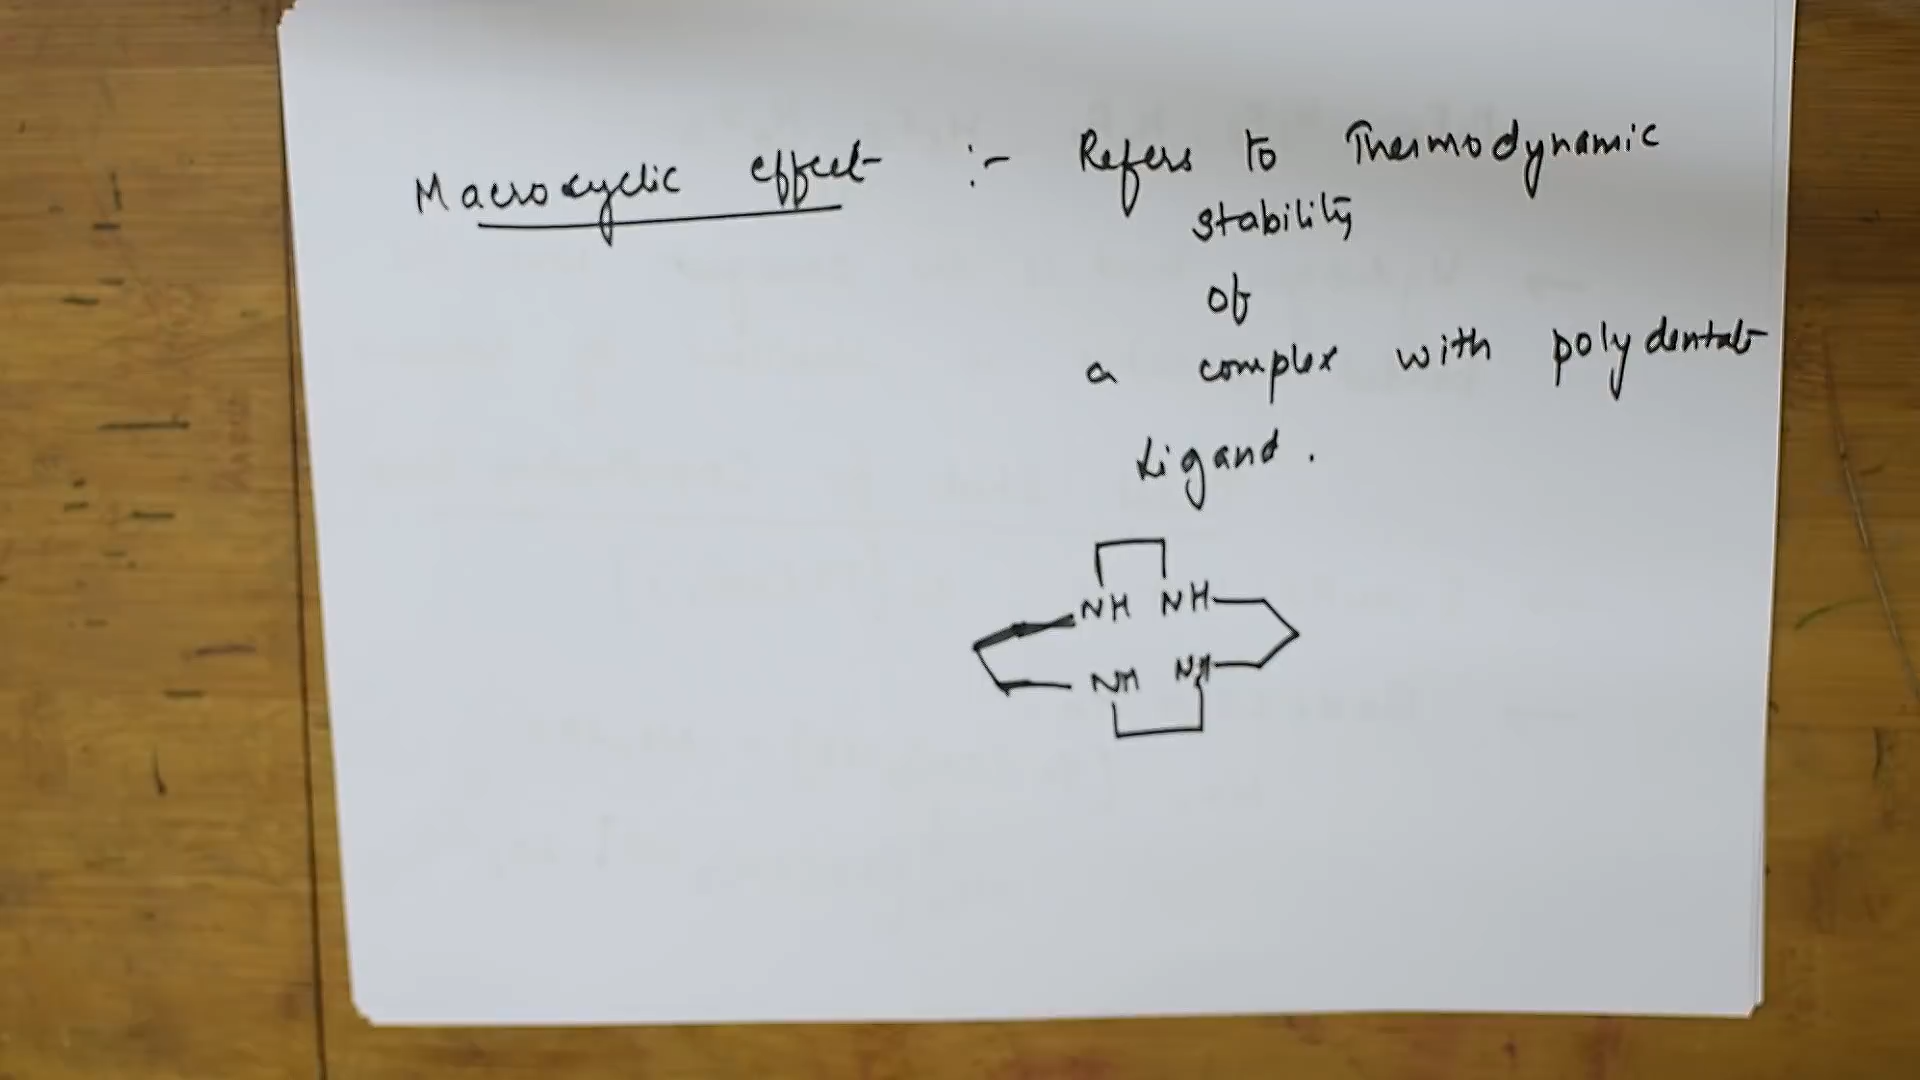 Macrocyclic effect :- Refers to Thermodynamic
stability
of
a complex with polydentate
Ligand.
NH NH
NH NH